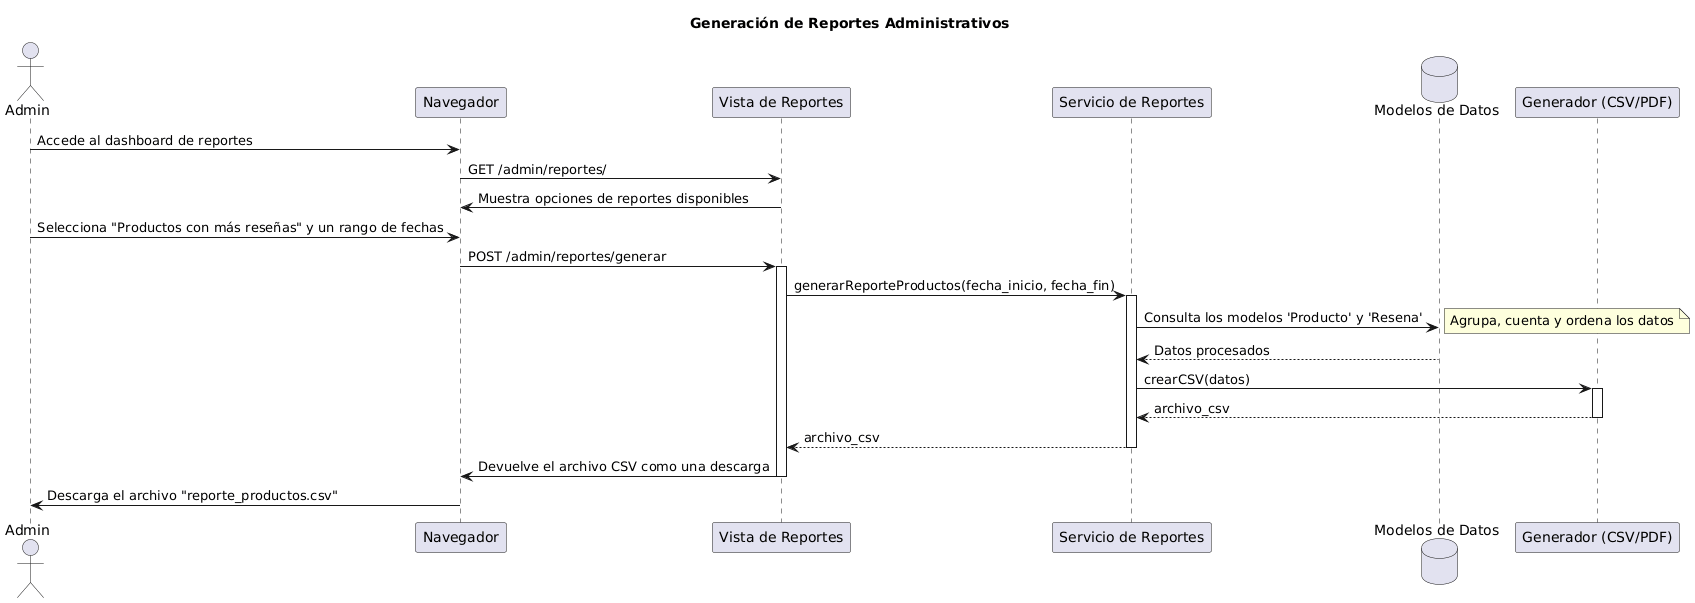 Generación de Reportes Administrativos
Admin
Navegador
Vista de Reportes
Servicio de Reportes
Modelos de Datos
Generador (CSV/PDF)
Accede al dashboard de reportes
GET /admin/reportes/
Muestra opciones de reportes disponibles
Selecciona "Productos con más reseñas" y un rango de fechas
POST /admin/reportes/generar
generarReporteProductos(fecha_inicio, fecha_fin)
Consulta los modelos 'Producto' y 'Resena'
Agrupa, cuenta y ordena los datos
Datos procesados
crearCSV(datos)
archivo_csv
archivo_csv
Devuelve el archivo CSV como una descarga
Descarga el archivo "reporte_productos.csv"
Admin
Navegador
Vista de Reportes
Servicio de Reportes
Modelos de Datos
Generador (CSV/PDF)